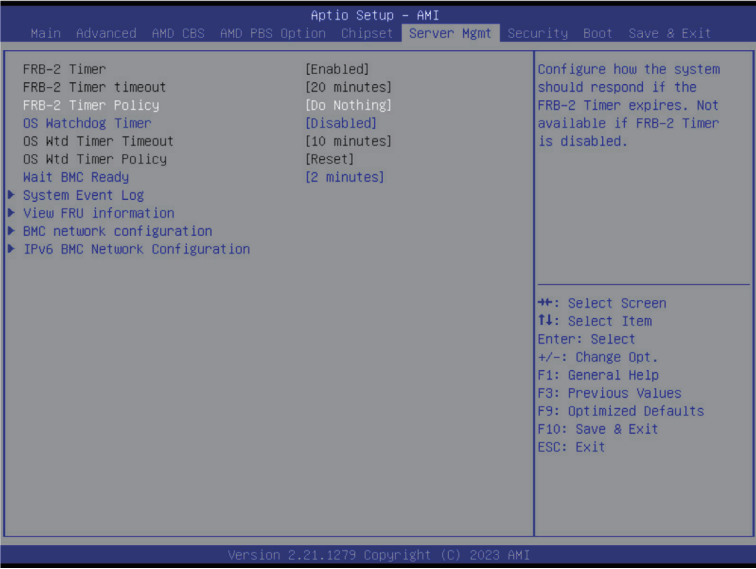 Aptio Setup – AMI
Main Advanced AMD CBS AMD PBS Option Chipset Server Mgmt Security Boot Save & Exit
FRB-2 Timer [Enabled]
FRB-2 Timer timeout [20 minutes]
FRB-2 Timer Policy [Do Nothing]
OS Watchdog Timer [Disabled]
OS Wtd Timer Timeout [10 minutes]
OS Wtd Timer Policy [Reset]
Wait BMC Ready [2 minutes]
System Event Log
View FRU information
BMC network configuration
IPv6 BMC Network Configuration
Configure how the system
should respond if the
FRB-2 Timer expires. Not
available if FRB-2 Timer
is disabled.
→←: Select Screen
↑↓: Select Item
Enter: Select
+/-: Change Opt.
F1: General Help
F3: Previous Values
F9: Optimized Defaults
F10: Save & Exit
ESC: Exit
Version 2.21.1279 Copyright (C) 2023 AMI